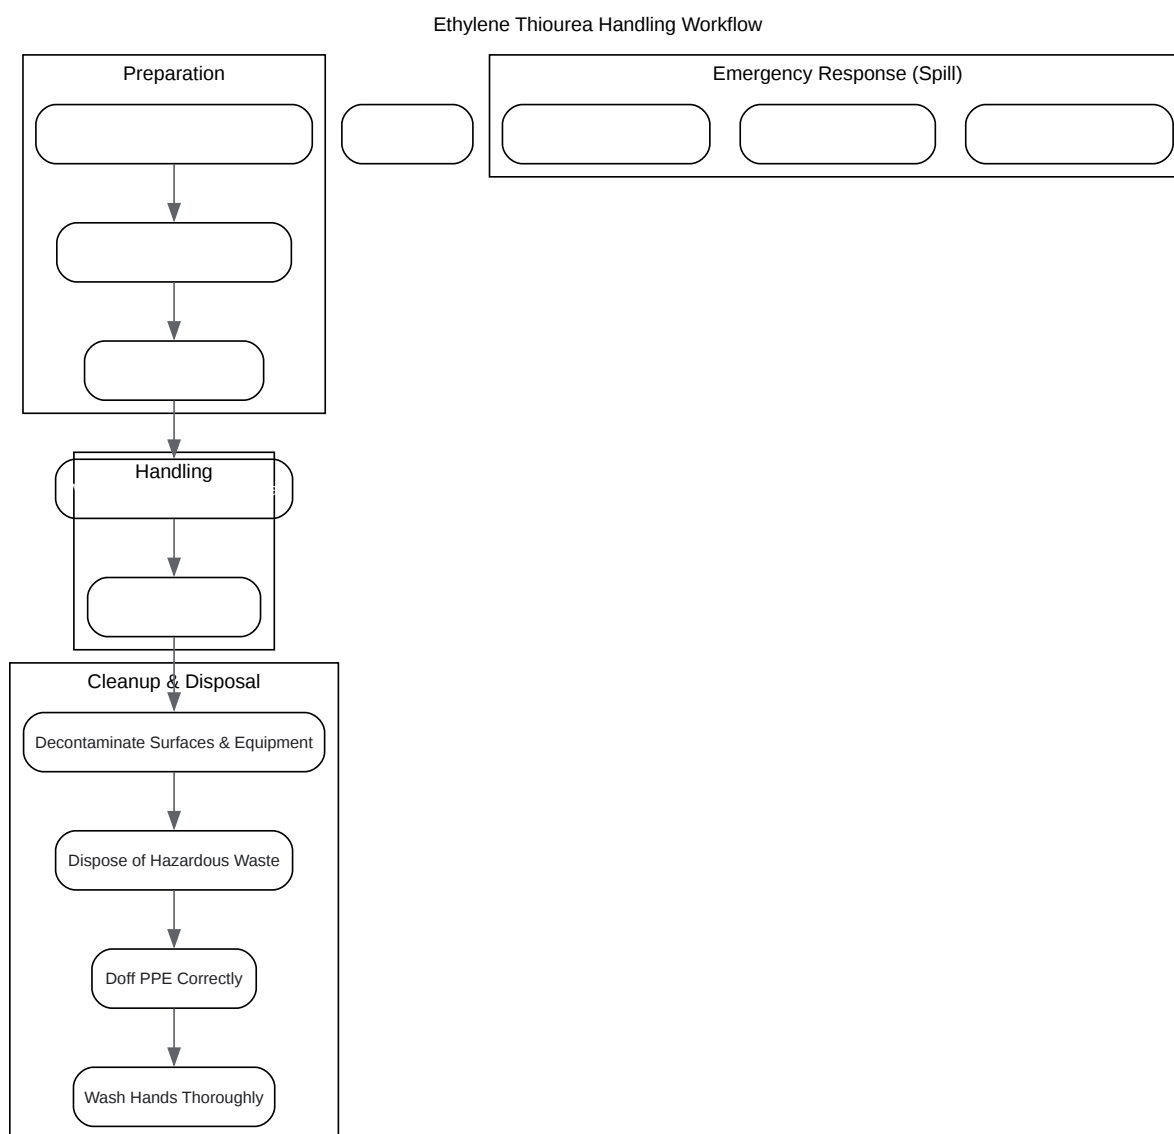 Ethylene Thiourea Handling Workflow
Preparation
Emergency Response (Spill)
Handling
Cleanup & Disposal
Decontaminate Surfaces & Equipment
Dispose of Hazardous Waste
Doff PPE Correctly
Wash Hands Thoroughly